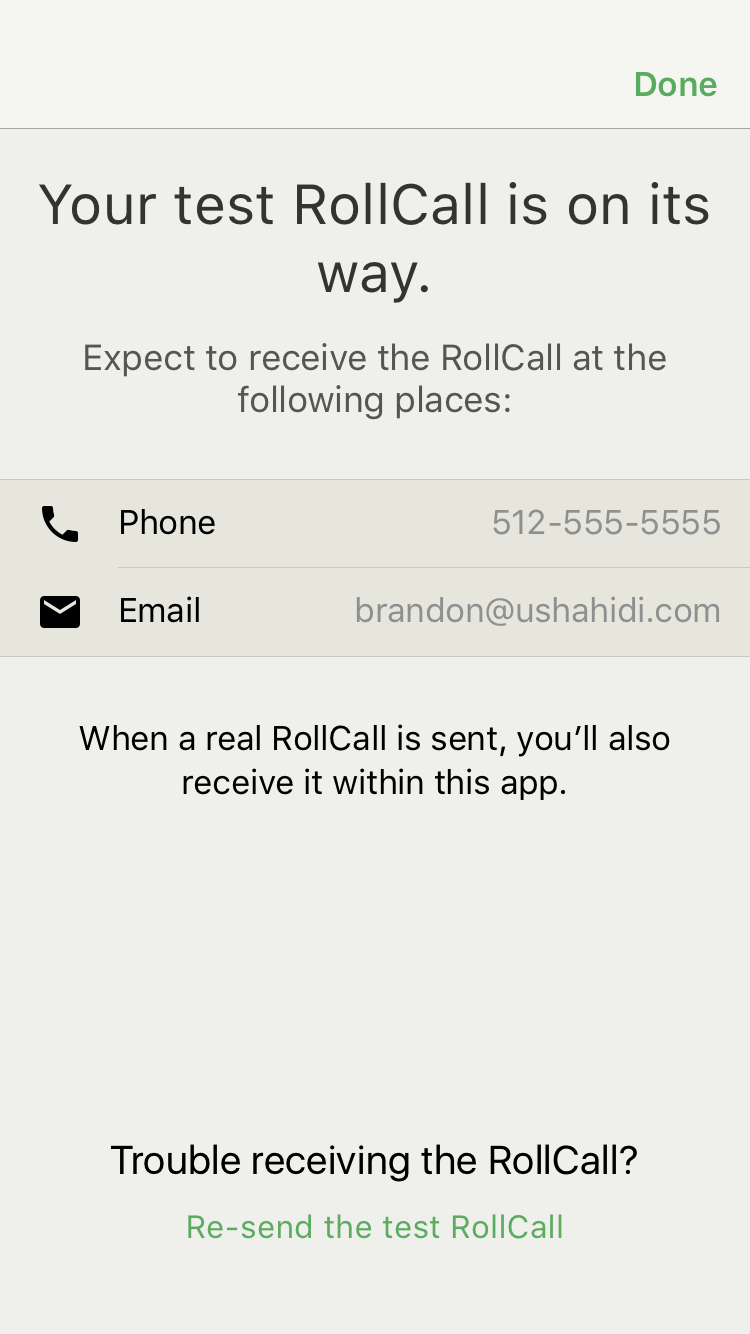 Done
Your test RollCall is on its
way.
Expect to receive the RollCall at the
following places:
Phone 512-555-5555
Email brandon@ushahidi.com
When a real RollCall is sent, you’ll also
receive it within this app.
Trouble receiving the RollCall?
Re-send the test RollCall